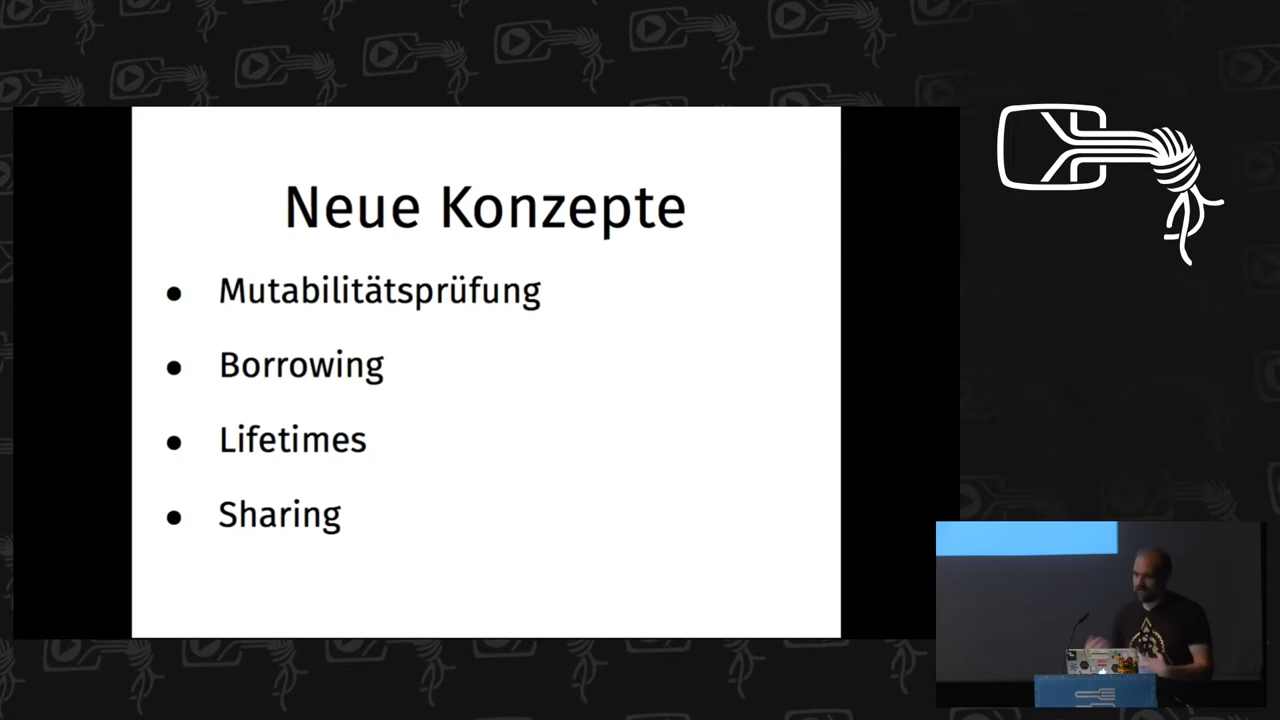 Neue Konzepte
● Mutabilitätsprüfung
● Borrowing
● Lifetimes
● Sharing